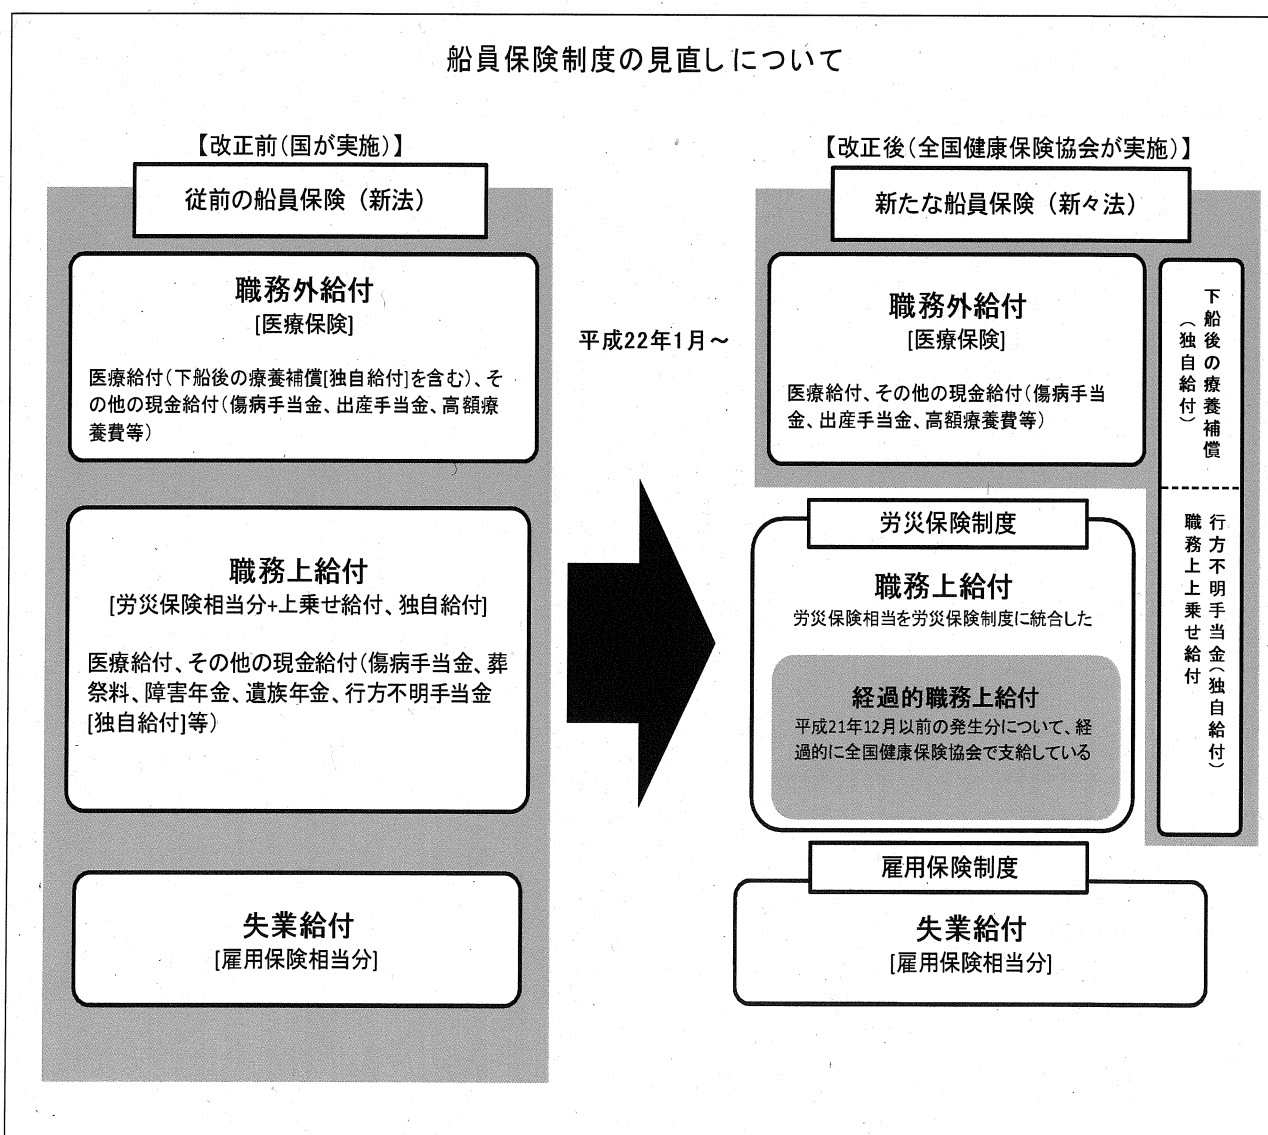 船員保険制度の見直しについて
【改正前(国が実施)】
従前の船員保険（新法）
職務外給付
[医療保険]
医療給付(下船後の療養補償[独自給付]を含む)、そ
の他の現金給付(傷病手当金、出産手当金、高額療
養費等)
職務上給付
[労災保険相当分+上乗せ給付、独自給付]
医療給付、その他の現金給付(傷病手当金、葬
祭料、障害年金、遺族年金、行方不明手当金
[独自給付]等)
失業給付
[雇用保険相当分]
平成22年1月～
【改正後(全国健康保険協会が実施)】
新たな船員保険（新々法）
職務外給付
[医療保険]
医療給付、その他の現金給付(傷病手当
金、出産手当金、高額療養費等)
下船後の療養補償
（独自給付）
労災保険制度
職務上給付
労災保険相当を労災保険制度に統合した
経過的職務上給付
平成21年12月以前の発生分について、経
過的に全国健康保険協会で支給している
行方不明手当金(独自給付)
職務上上乗せ給付
雇用保険制度
失業給付
[雇用保険相当分]